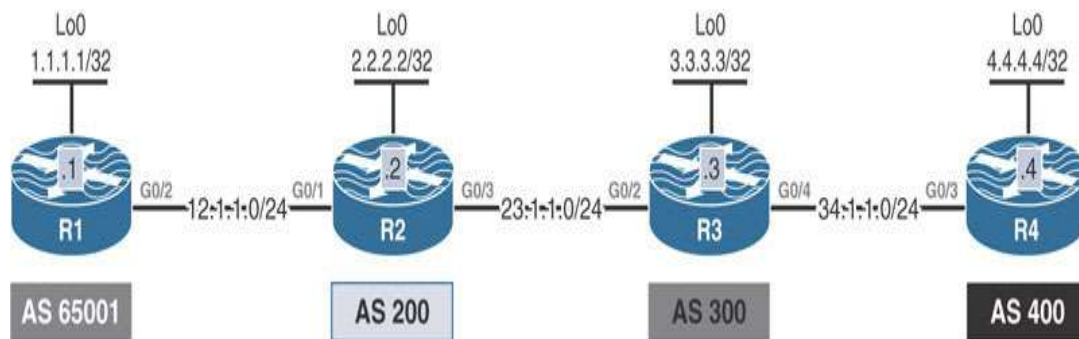 Lo0
1.1.1.1/32
Lo0
2.2.2.2/32
Lo0
3.3.3.3/32
Lo0
4.4.4.4/32
.1
G0/2
12.1.1.0/24
G0/1
.2
G0/3
23.1.1.0/24
G0/2
.3
G0/4
34.1.1.0/24
G0/3
.4
R1
R2
R3
R4
AS 65001
AS 200
AS 300
AS 400